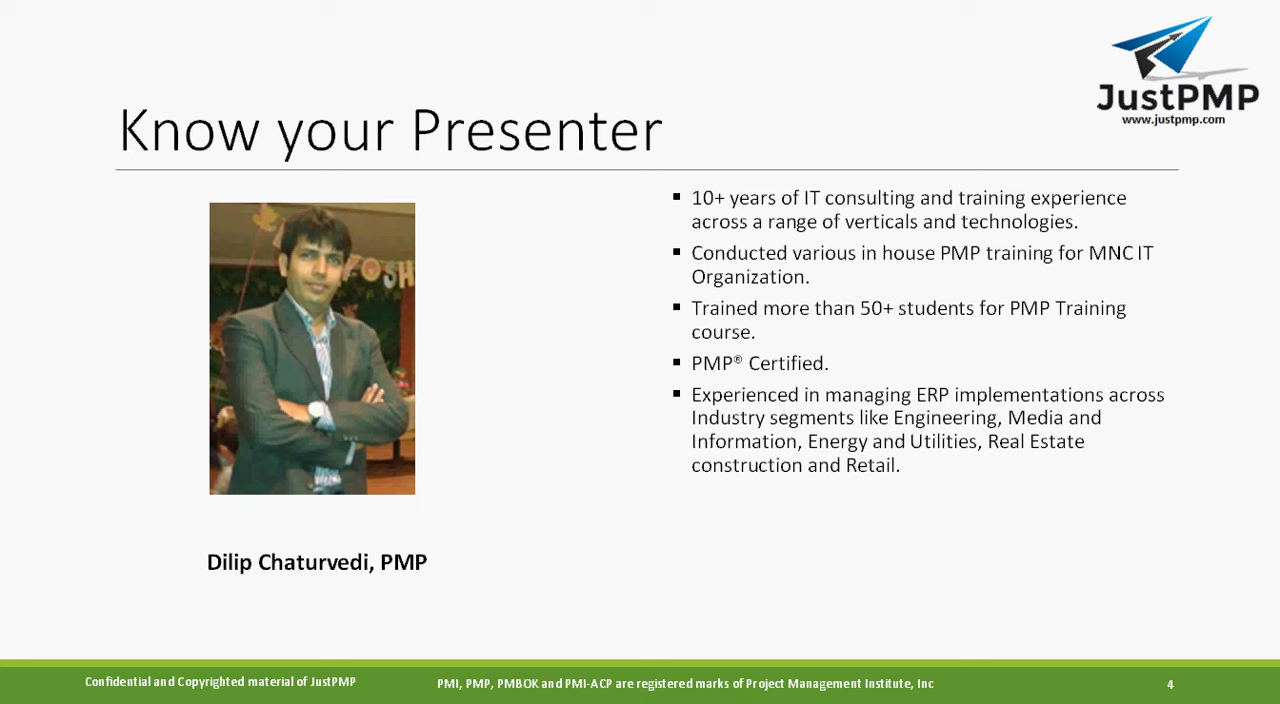 JustPMP
www.justpmp.com
Know your Presenter
10+ years of IT consulting and training experience
across a range of verticals and technologies.
Conducted various in house PMP training for MNC IT
Organization.
Trained more than 50+ students for PMP Training
course.
PMP® Certified.
Experienced in managing ERP implementations across
Industry segments like Engineering, Media and
Information, Energy and Utilities, Real Estate
construction and Retail.
Dilip Chaturvedi, PMP
Confidential and Copyrighted material of JustPMP
PMI, PMP, PMBOK and PMI-ACP are registered marks of Project Management Institute, Inc
4